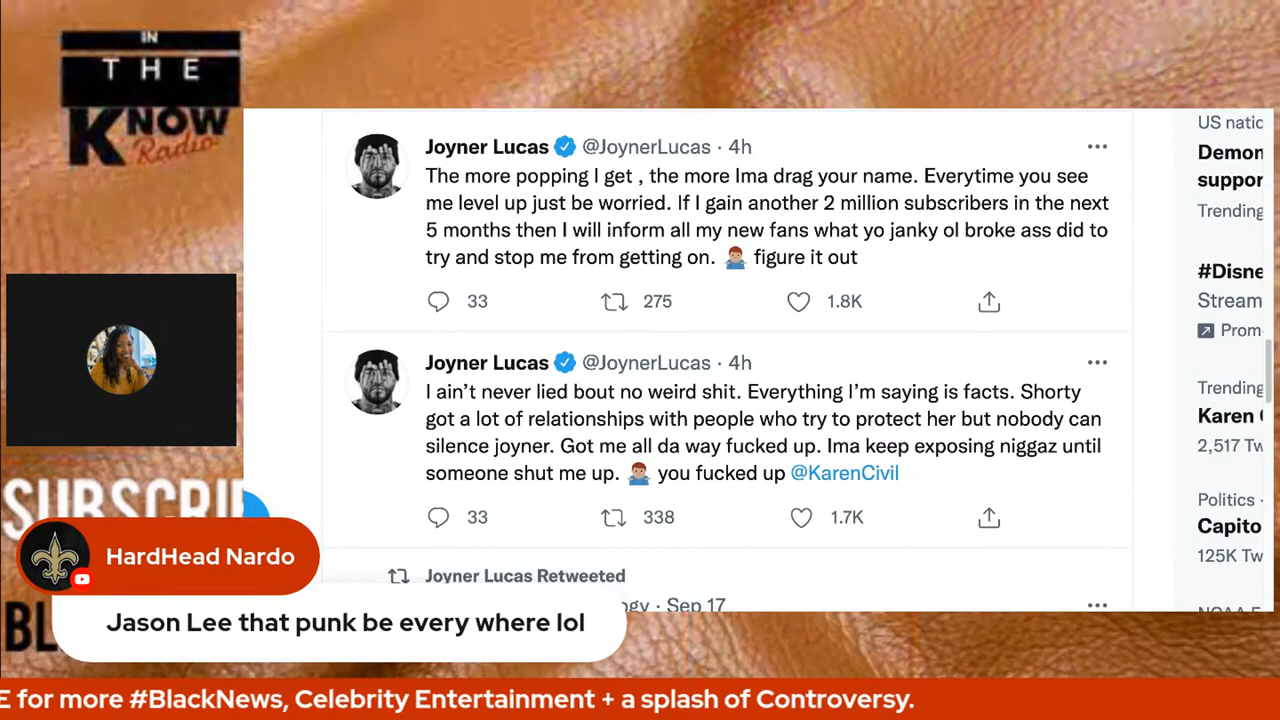 IN
THE
KNOW
Radio
Joyner Lucas @JoynerLucas · 4h
The more popping I get , the more Ima drag your name. Everytime you see
me level up just be worried. If I gain another 2 million subscribers in the next
5 months then I will inform all my new fans what yo janky ol broke ass did to
try and stop me from getting on. 🤷🏽‍♂️ figure it out
33 275 1.8K
Joyner Lucas @JoynerLucas · 4h
I ain’t never lied bout no weird shit. Everything I’m saying is facts. Shorty
got a lot of relationships with people who try to protect her but nobody can
silence joyner. Got me all da way fucked up. Ima keep exposing niggaz until
someone shut me up. 🤷🏽‍♂️ you fucked up @KarenCivil
33 338 1.7K
Joyner Lucas Retweeted
ogy · Sep 17
US natic
Demon
suppor
Trending
#Disne
Stream
Prom
Trending
Karen
2,517 Tw
Politics ·
Capito
125K Tw
SUBSCRI
HardHead Nardo
BL
Jason Lee that punk be every where lol
E for more #BlackNews, Celebrity Entertainment + a splash of Controversy.